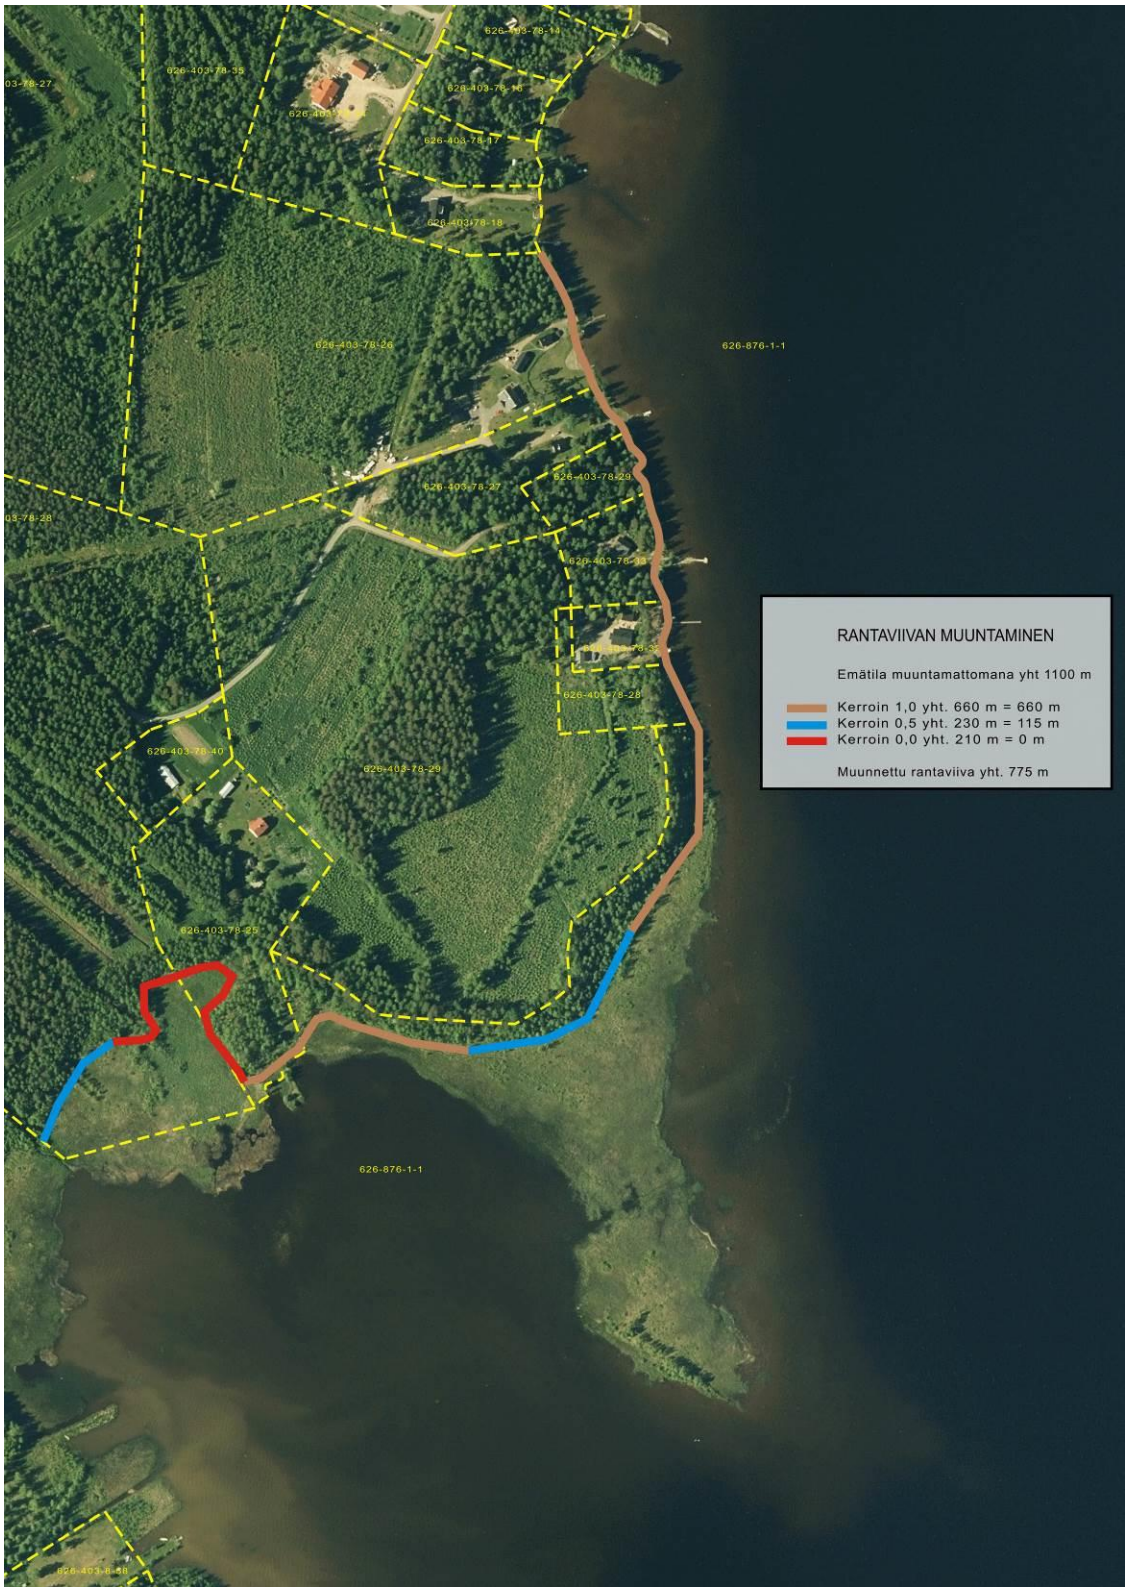 626-403-78-14
626-403-78-35
03-78-27
626-403-78-16
626-403-78-17
626-403-78-18
626-403-78-26
626-876-1-1
626-403-78-29
626-403-78-27
03-78-28
626-403-78-33
RANTAVIIVAN MUUNTAMINEN
Emätila muuntamattomana yht 1100 m
626-403-78-28
Kerroin 1,0 yht. 660 m = 660 m
Kerroin 0,5 yht. 230 m = 115 m
Kerroin 0,0 yht. 210 m = 0 m
626-403-78-40
626-403-78-29
Muunnettu rantaviiva yht. 775 m
626-403-78-25
626-876-1-1